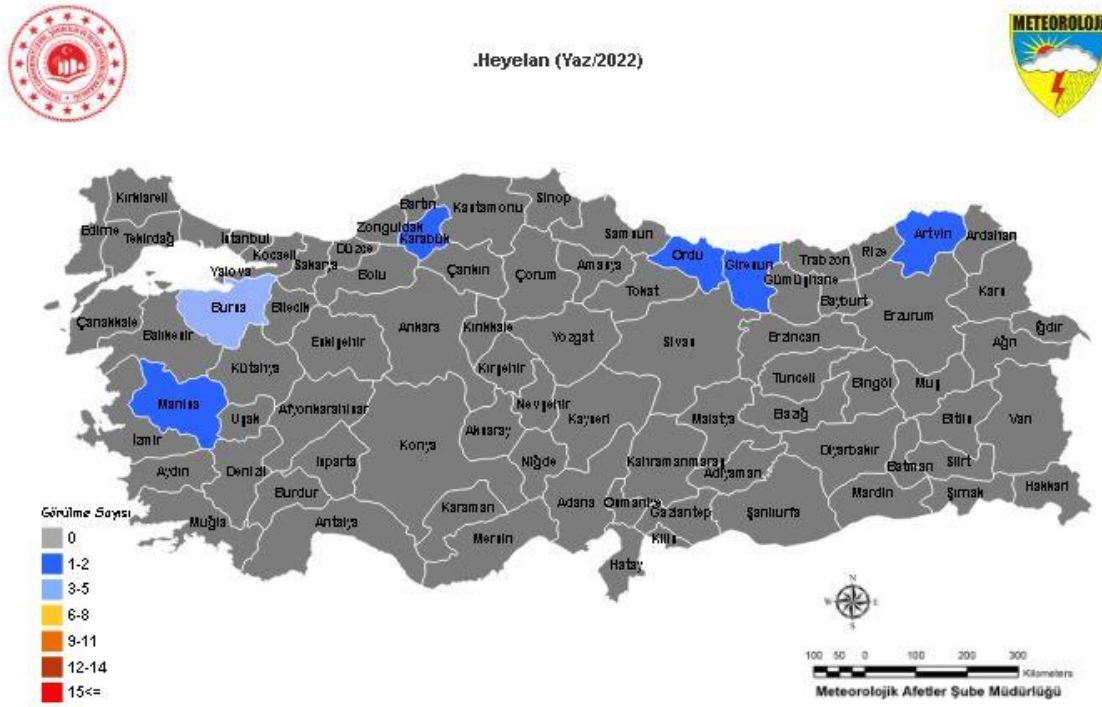 METEOROLOJİ
.Heyelan (Yaz/2022)
Kırklareli
Edirne
Tekirdağ
İstanbul
Kocaeli
Yalova
Sakarya
Düzce
Zonguldak
Bartın
Karabük
Kastamonu
Sinop
Samsun
Ordu
Giresun
Trabzon
Rize
Artvin
Ardahan
Çanakkale
Balıkesir
Bursa
Bilecik
Bolu
Çankırı
Çorum
Amasya
Tokat
Gümüşhane
Bayburt
Erzurum
Kars
Iğdır
Ağrı
Kütahya
Eskişehir
Ankara
Kırıkkale
Yozgat
Sivas
Erzincan
Manisa
Uşak
Afyonkarahisar
Kırşehir
Nevşehir
Kayseri
Malatya
Tunceli
Elazığ
Bingöl
Muş
Bitlis
Van
İzmir
Aydın
Denizli
Isparta
Konya
Aksaray
Niğde
Kahramanmaraş
Adıyaman
Diyarbakır
Batman
Siirt
Şırnak
Hakkari
Muğla
Burdur
Antalya
Karaman
Mersin
Adana
Osmaniye
Gaziantep
Kilis
Şanlıurfa
Mardin
Hatay
Görülme Sayısı
0
1-2
3-5
6-8
9-11
12-14
15<=
N
W E
S
100 50 0 100 200 300
Kilometers
Meteorolojik Afetler Şube Müdürlüğü